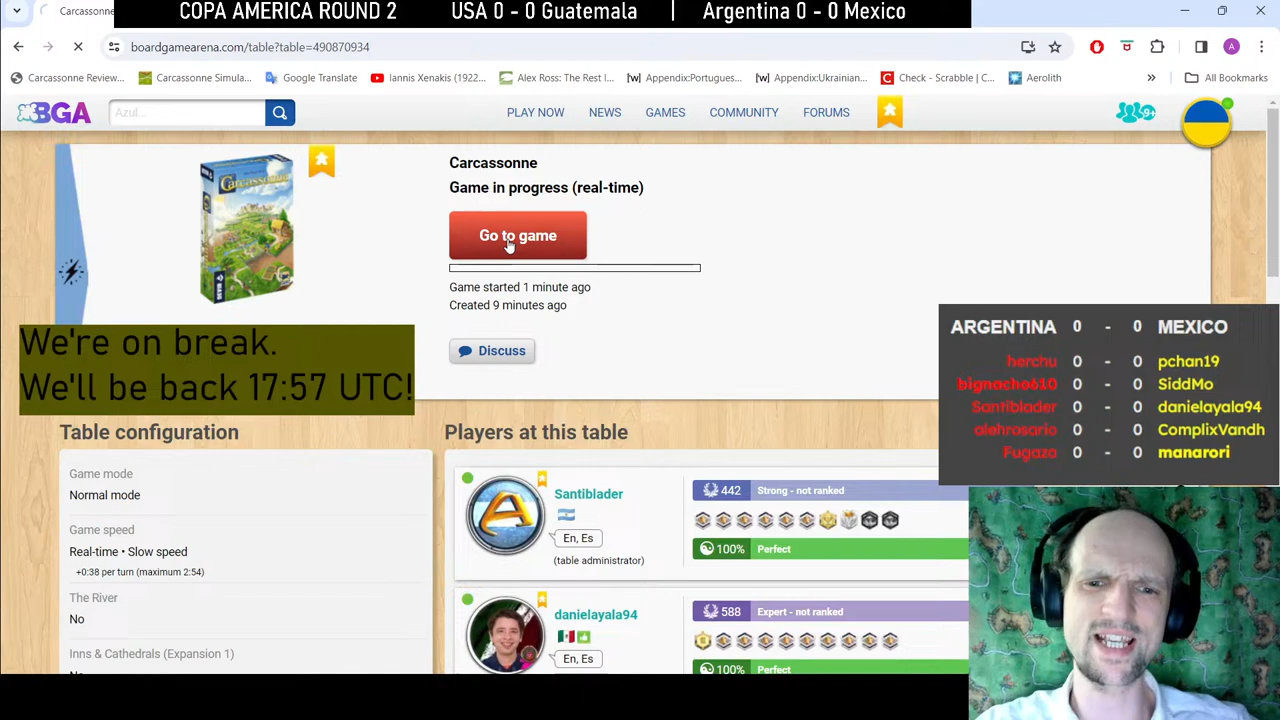 COPA AMERICA ROUND 2 USA 0 - 0 Guatemala | Argentina 0 - 0 Mexico
Carcassonne
boardgamearena.com/table?table=490870934
A
Carcassonne Review...
Carcassonne Simula...
Google Translate
Iannis Xenakis (1922...
Alex Ross: The Rest I...
Appendix:Portugues...
Appendix:Ukrainian...
Check - Scrabble | C...
Aerolith
»
All Bookmarks
BGA
Azul...
PLAY NOW
NEWS
GAMES
COMMUNITY
FORUMS
9+
Carcassonne
Carcassonne
Game in progress (real-time)
Go to game
Game started 1 minute ago
Created 9 minutes ago
Discuss
We're on break.
We'll be back 17:57 UTC!
ARGENTINA 0 - 0 MEXICO
herchu 0 - 0 pchan19
bignacho610 0 - 0 SiddMo
Santiblader 0 - 0 danielayala94
alehrosario 0 - 0 ComplixVandh
Fugaza 0 - 0 manarori
Table configuration
Game mode
Normal mode
Game speed
Real-time • Slow speed
+0:38 per turn (maximum 2:54)
The River
No
Inns & Cathedrals (Expansion 1)
Players at this table
Santiblader
En, Es
(table administrator)
442 Strong - not ranked
100% Perfect
danielayala94
En, Es
588 Expert - not ranked
100% Perfect